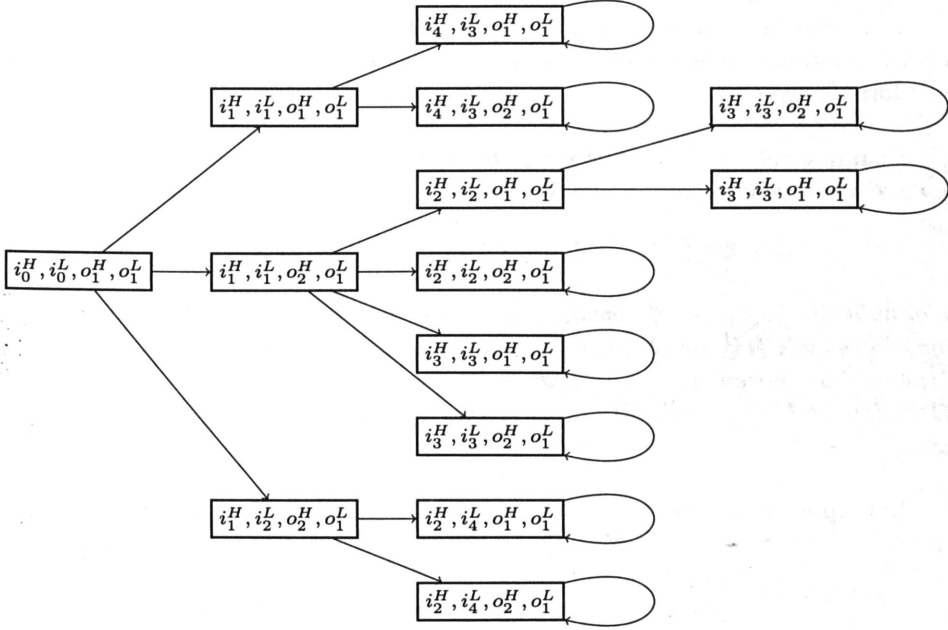 i_4^H, i_3^L, o_1^H, o_1^L
i_1^H, i_1^L, o_1^H, o_1^L
i_4^H, i_3^L, o_2^H, o_1^L
i_3^H, i_3^L, o_2^H, o_1^L
i_2^H, i_2^L, o_1^H, o_1^L
i_3^H, i_3^L, o_1^H, o_1^L
i_0^H, i_0^L, o_1^H, o_1^L
i_1^H, i_1^L, o_2^H, o_1^L
i_2^H, i_2^L, o_2^H, o_1^L
i_3^H, i_3^L, o_1^H, o_1^L
i_3^H, i_3^L, o_2^H, o_1^L
i_1^H, i_2^L, o_2^H, o_1^L
i_2^H, i_4^L, o_1^H, o_1^L
i_2^H, i_4^L, o_2^H, o_1^L